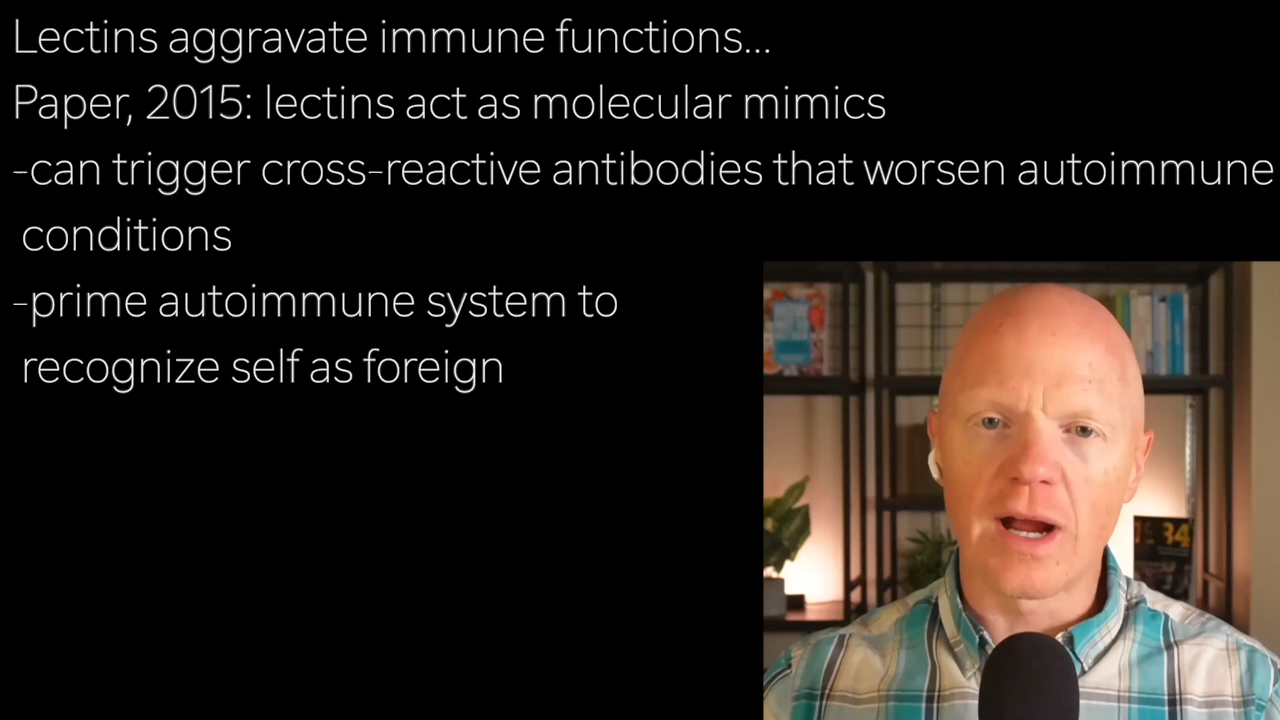 Lectins aggravate immune functions...
Paper, 2015: lectins act as molecular mimics
-can trigger cross-reactive antibodies that worsen autoimmune
conditions
-prime autoimmune system to
recognize self as foreign
34